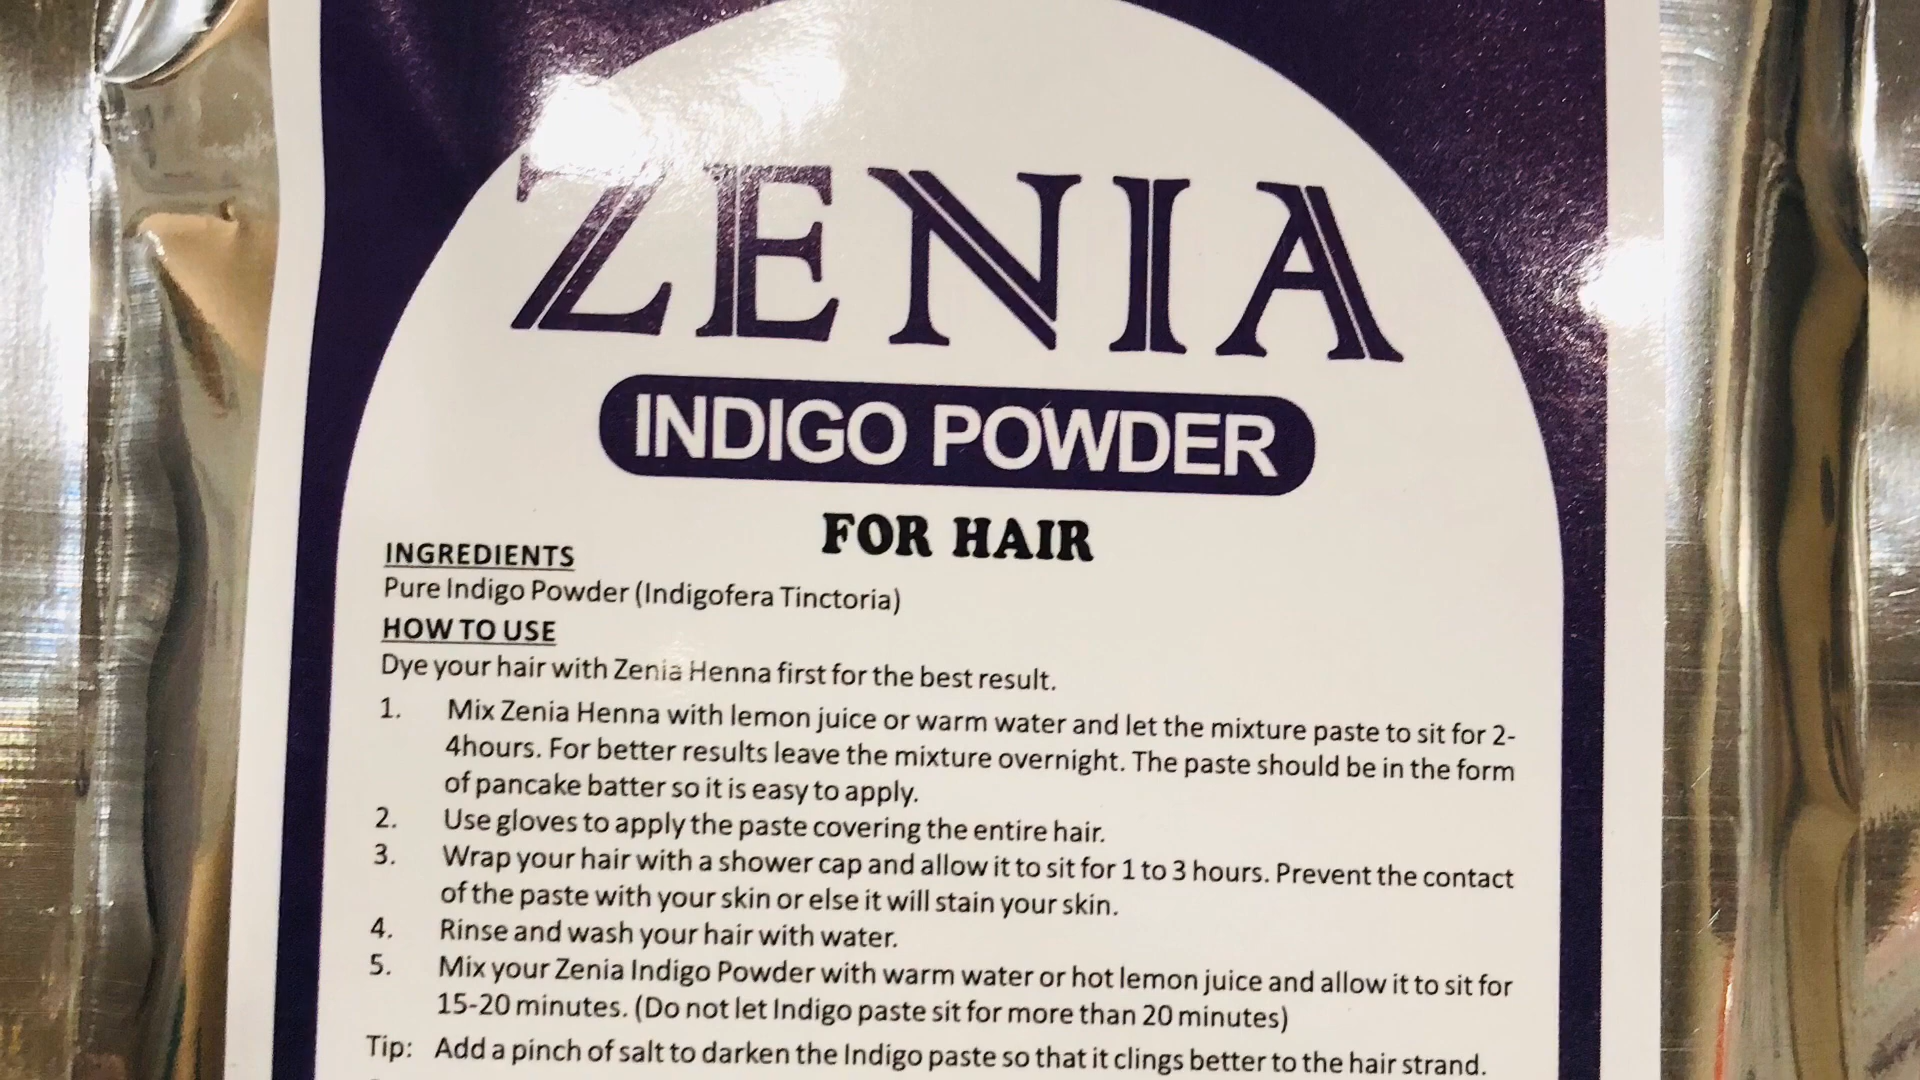 ZENIA
INDIGO POWDER
FOR HAIR
INGREDIENTS
Pure Indigo Powder (Indigofera Tinctoria)
HOW TO USE
Dye your hair with Zenia Henna first for the best result.
1. Mix Zenia Henna with lemon juice or warm water and let the mixture paste to sit for 2-
4hours. For better results leave the mixture overnight. The paste should be in the form
of pancake batter so it is easy to apply.
2. Use gloves to apply the paste covering the entire hair.
3. Wrap your hair with a shower cap and allow it to sit for 1 to 3 hours. Prevent the contact
of the paste with your skin or else it will stain your skin.
4. Rinse and wash your hair with water.
5. Mix your Zenia Indigo Powder with warm water or hot lemon juice and allow it to sit for
15-20 minutes. (Do not let Indigo paste sit for more than 20 minutes)
Tip: Add a pinch of salt to darken the Indigo paste so that it clings better to the hair strand.